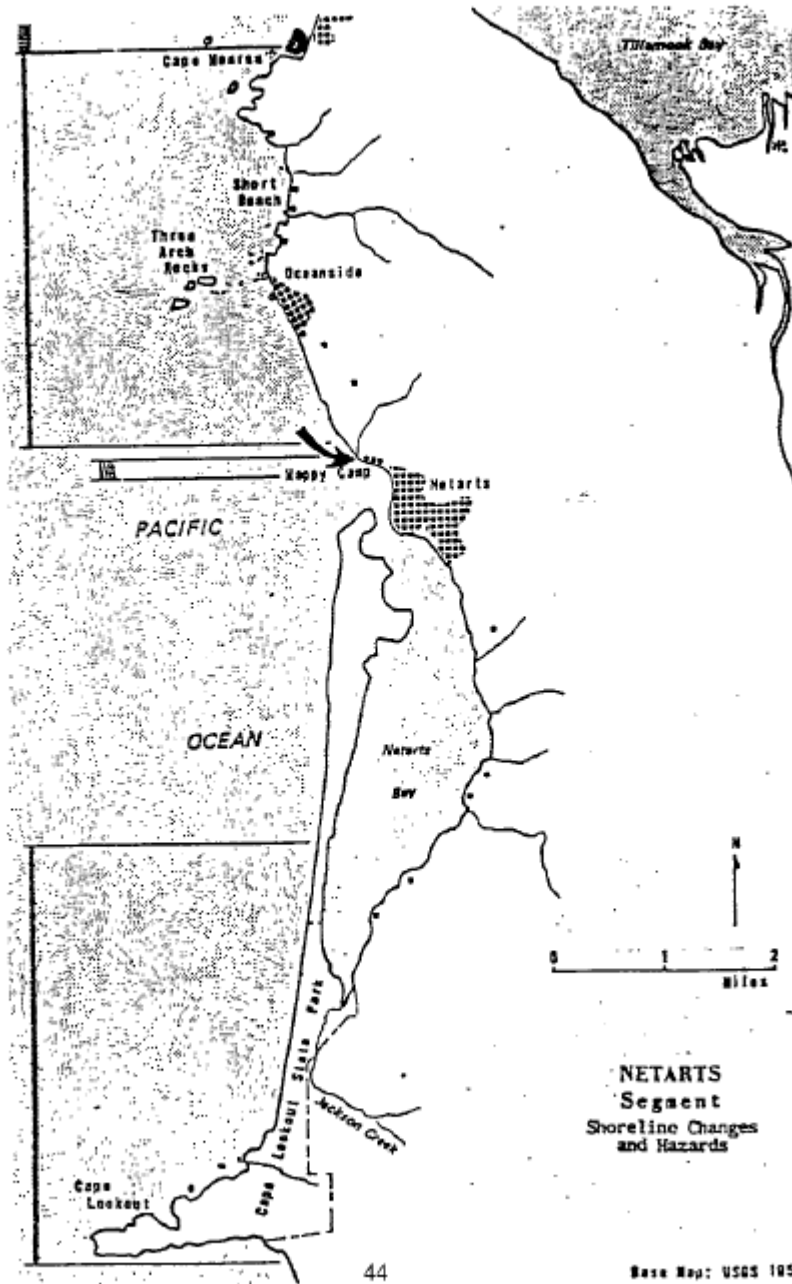 Tillamook Bay
Cape Meares
Short
Beach
Three
Arch
Rocks
Oceanside
Happy Camp
Netarts
PACIFIC
OCEAN
Netarts
Bay
N
0 1 2
Miles
Cape Lookout State Park
Jackson Creek
NETARTS
Segment
Shoreline Changes
and Hazards
Cape
Lookout
44
Base Map: USGS 195